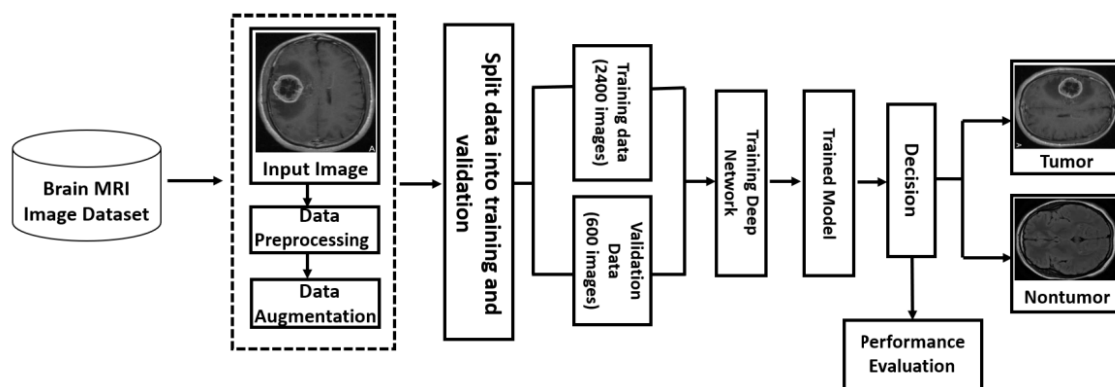 Brain MRI
Image Dataset
A
Input Image
Data
Preprocessing
Data
Augmentation
Split data into training and
validation
Training data
(2400 images)
Validation
Data
(600 images)
Training Deep
Network
Trained Model
Decision
Performance
Evaluation
A
Tumor
Nontumor